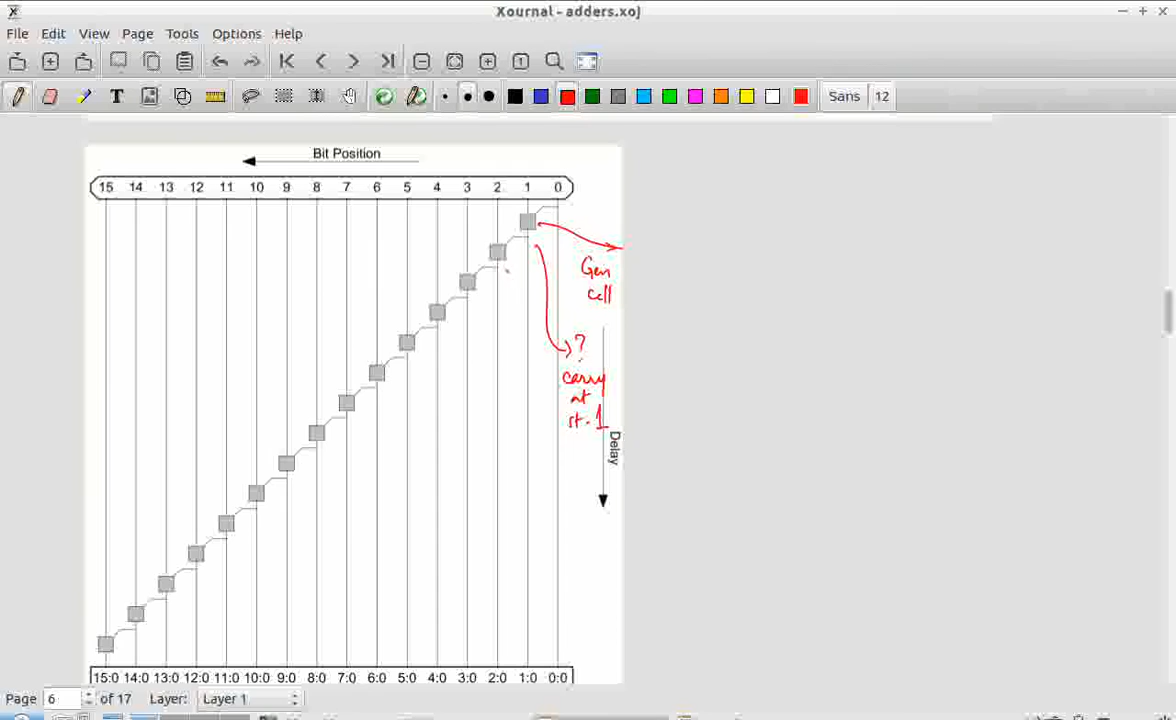 Xournal - adders.xoj
File Edit View Page Tools Options Help
T Sans 12
Bit Position
15 14 13 12 11 10 9 8 7 6 5 4 3 2 1 0
Gen
cell
?
carry
at
st. 1
Delay
15:0 14:0 13:0 12:0 11:0 10:0 9:0 8:0 7:0 6:0 5:0 4:0 3:0 2:0 1:0 0:0
Page 6 of 17 Layer: Layer 1